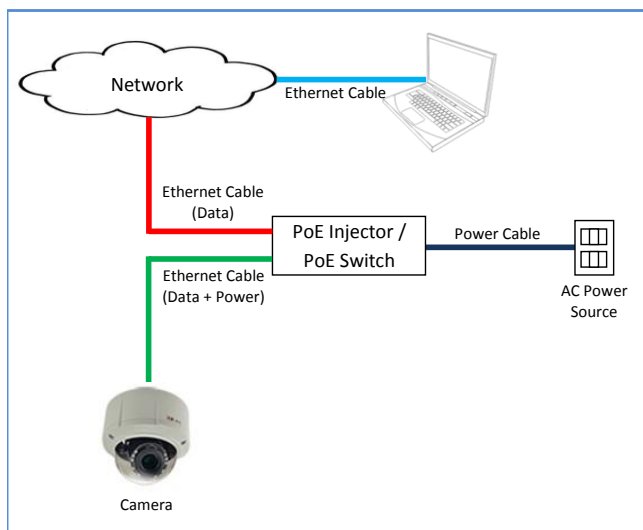 Network
Ethernet Cable
Ethernet Cable
(Data)
PoE Injector /
PoE Switch
Power Cable
Ethernet Cable
(Data + Power)
AC Power
Source
Camera